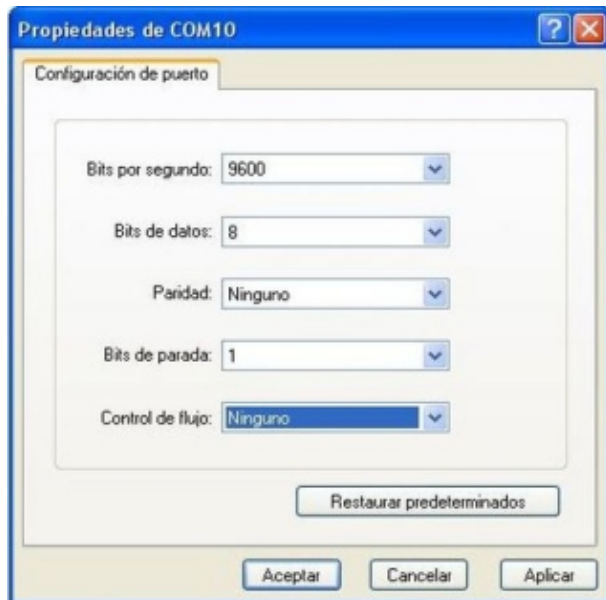 Propiedades de COM10
Configuración de puerto
Bits por segundo: 9600
Bits de datos: 8
Paridad: Ninguno
Bits de parada: 1
Control de flujo: Ninguno
Restaurar predeterminados
Aceptar Cancelar Aplicar